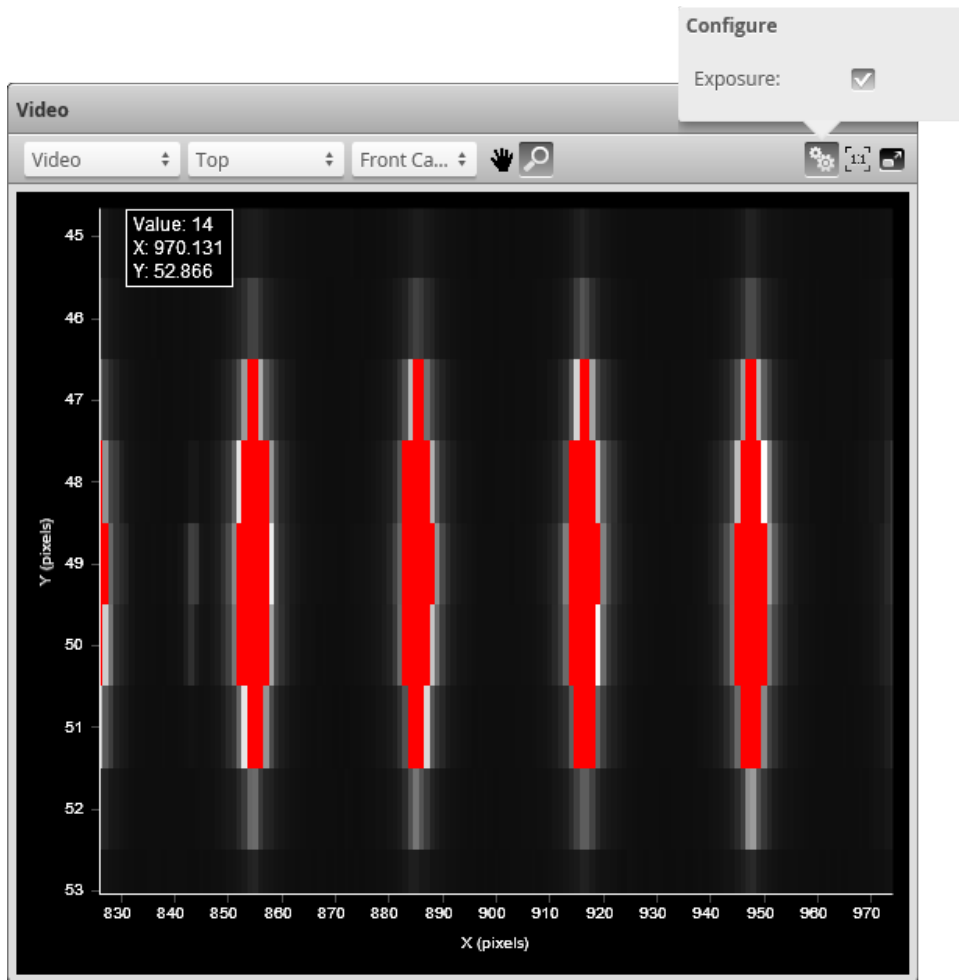 Configure
Exposure:
Video
Video
Top
Front Ca...
1:1
Value: 14
X: 970.131
Y: 52.866
45
46
47
48
49
50
51
52
53
Y (pixels)
830 840 850 860 870 880 890 900 910 920 930 940 950 960 970
X (pixels)